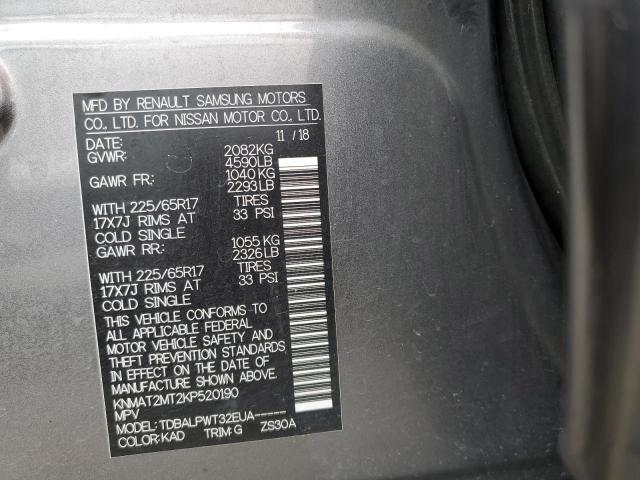 MFD BY RENAULT SAMSUNG MOTORS
CO., LTD. FOR NISSAN MOTOR CO., LTD.
DATE: 11 / 18
GVWR: 2082KG
4590LB
GAWR FR: 1040 KG
2293 LB
WITH 225/65R17 TIRES
17X7J RIMS AT 33 PSI
COLD SINGLE
GAWR RR: 1055 KG
2326 LB
WITH 225/65R17 TIRES
17X7J RIMS AT 33 PSI
COLD SINGLE
THIS VEHICLE CONFORMS TO
ALL APPLICABLE FEDERAL
MOTOR VEHICLE SAFETY AND
THEFT PREVENTION STANDARDS
IN EFFECT ON THE DATE OF
MANUFACTURE SHOWN ABOVE.
KNMAT2MT2KP520190
MPV
MODEL: TDBALPWT32EUA-----
COLOR: KAD TRIM: G ZS30A